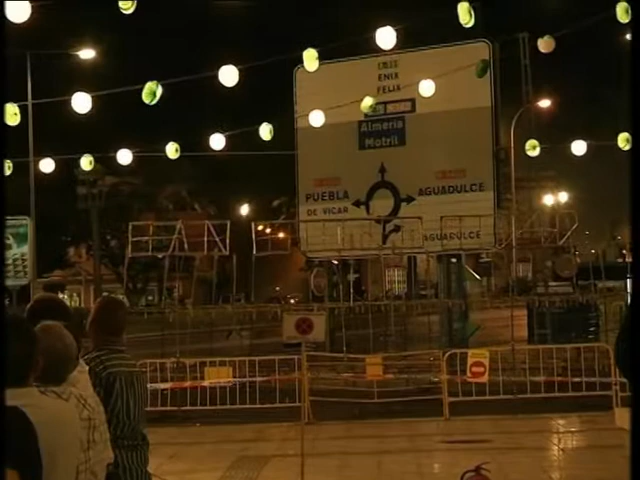 ENIX
FELIX
Almería
Motril
PUEBLA
DE VICAR
AGUADULCE
AGUADULCE